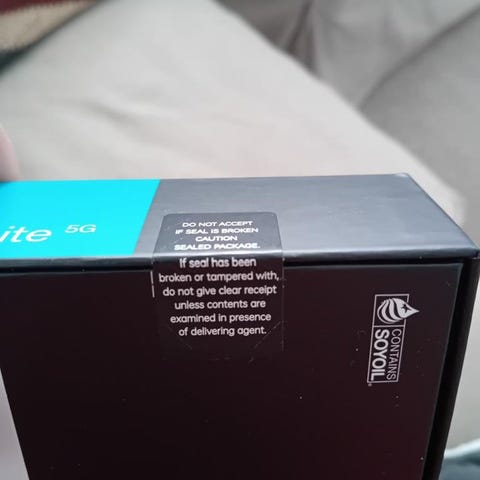 ite 5G
DO NOT ACCEPT
IF SEAL IS BROKEN
CAUTION
SEALED PACKAGE.
If seal has been
broken or tampered with,
do not give clear receipt
unless contents are
examined in presence
of delivering agent.
CONTAINS
SOYOIL